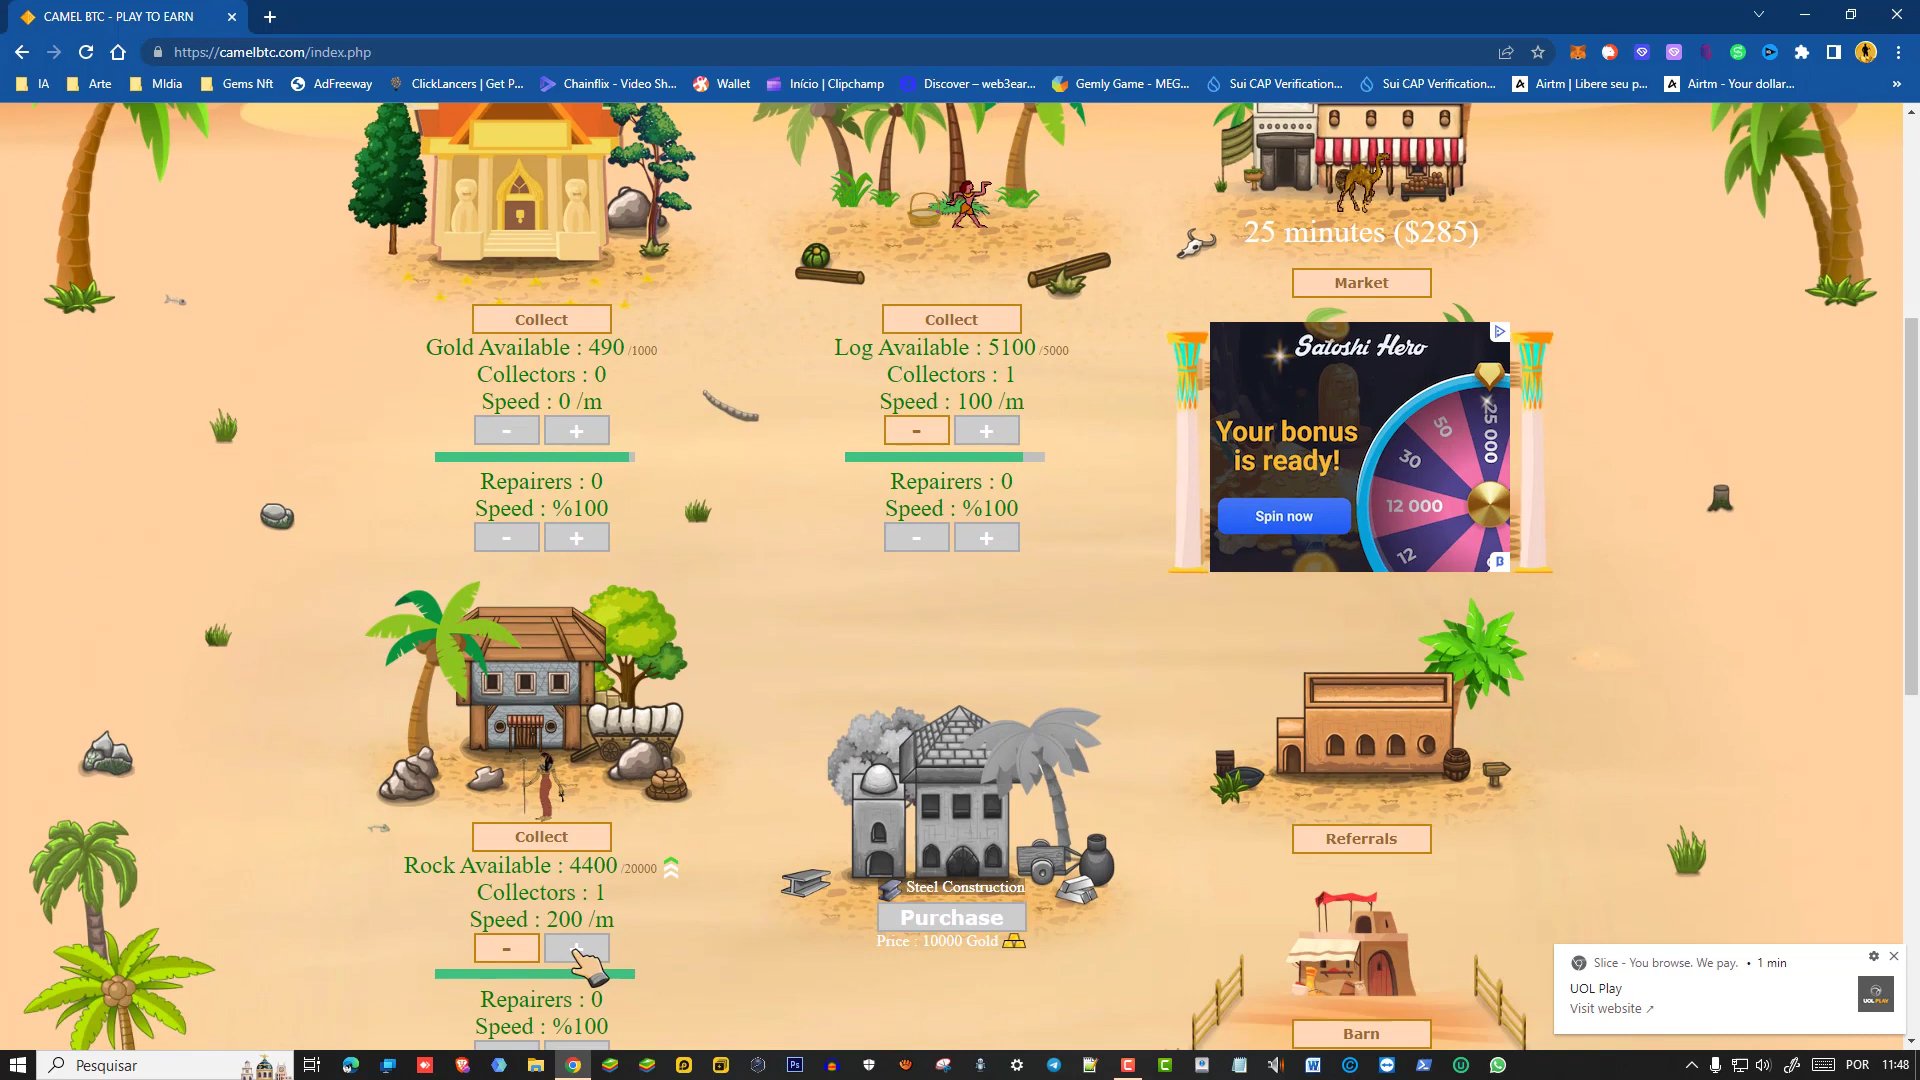 CAMEL BTC - PLAY TO EARN
https://camelbtc.com/index.php
IA
Arte
MIdia
Gems Nft
AdFreeway
ClickLancers | Get P...
Chainflix - Video Sh...
Wallet
Início | Clipchamp
Discover – web3ear...
Gemly Game - MEG...
Sui CAP Verification...
Sui CAP Verification...
Airtm | Libere seu p...
Airtm - Your dollar...
»
25 minutes ($285)
Market
Collect
Gold Available : 490 /1000
Collectors : 0
Speed : 0 /m
- +
Repairers : 0
Speed : %100
- +
Collect
Log Available : 5100 /5000
Collectors : 1
Speed : 100 /m
- +
Repairers : 0
Speed : %100
- +
Satoshi Hero
Your bonus
is ready!
Spin now
50
30
12 000
12
25 000
Collect
Rock Available : 4400 /20000
Collectors : 1
Speed : 200 /m
- +
Repairers : 0
Speed : %100
Steel Construction
Purchase
Price : 10000 Gold
Referrals
Barn
Slice - You browse. We pay. • 1 min
UOL Play
Visit website
UOL PLAY
Pesquisar
POR
11:48